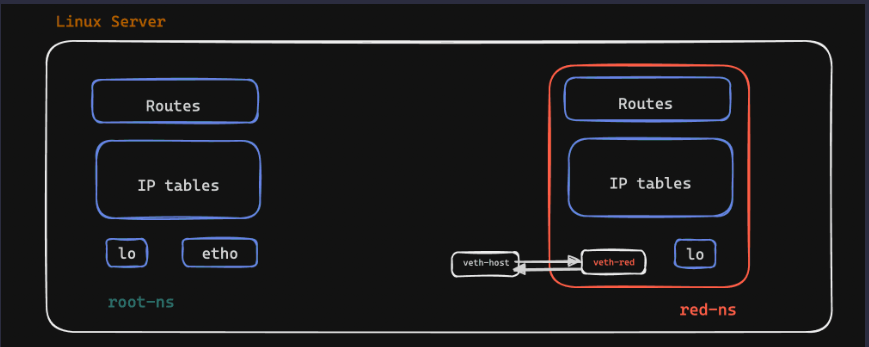 Linux Server
Routes
IP tables
lo
etho
root-ns
Routes
IP tables
veth-host
veth-red
lo
red-ns